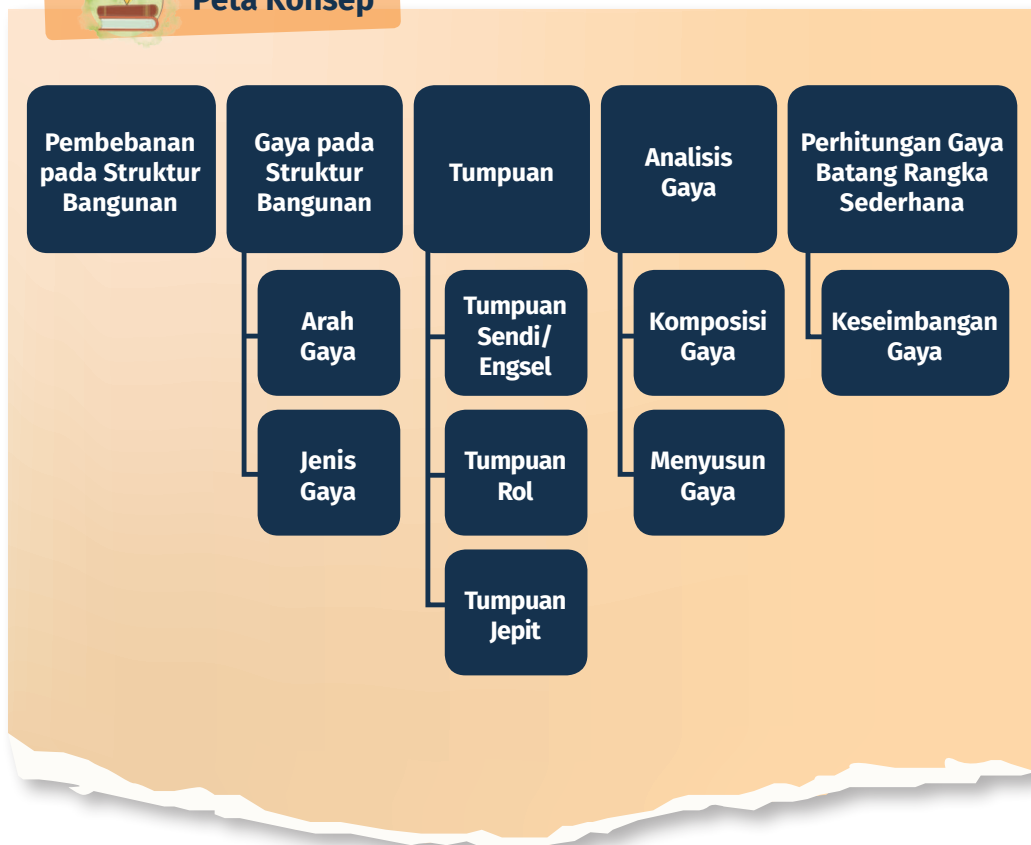 Peta Konsep
Pembebanan
pada Struktur
Bangunan
Gaya pada
Struktur
Bangunan
Arah
Gaya
Jenis
Gaya
Tumpuan
Tumpuan
Sendi/
Engsel
Tumpuan
Rol
Tumpuan
Jepit
Analisis
Gaya
Komposisi
Gaya
Menyusun
Gaya
Perhitungan Gaya
Batang Rangka
Sederhana
Keseimbangan
Gaya